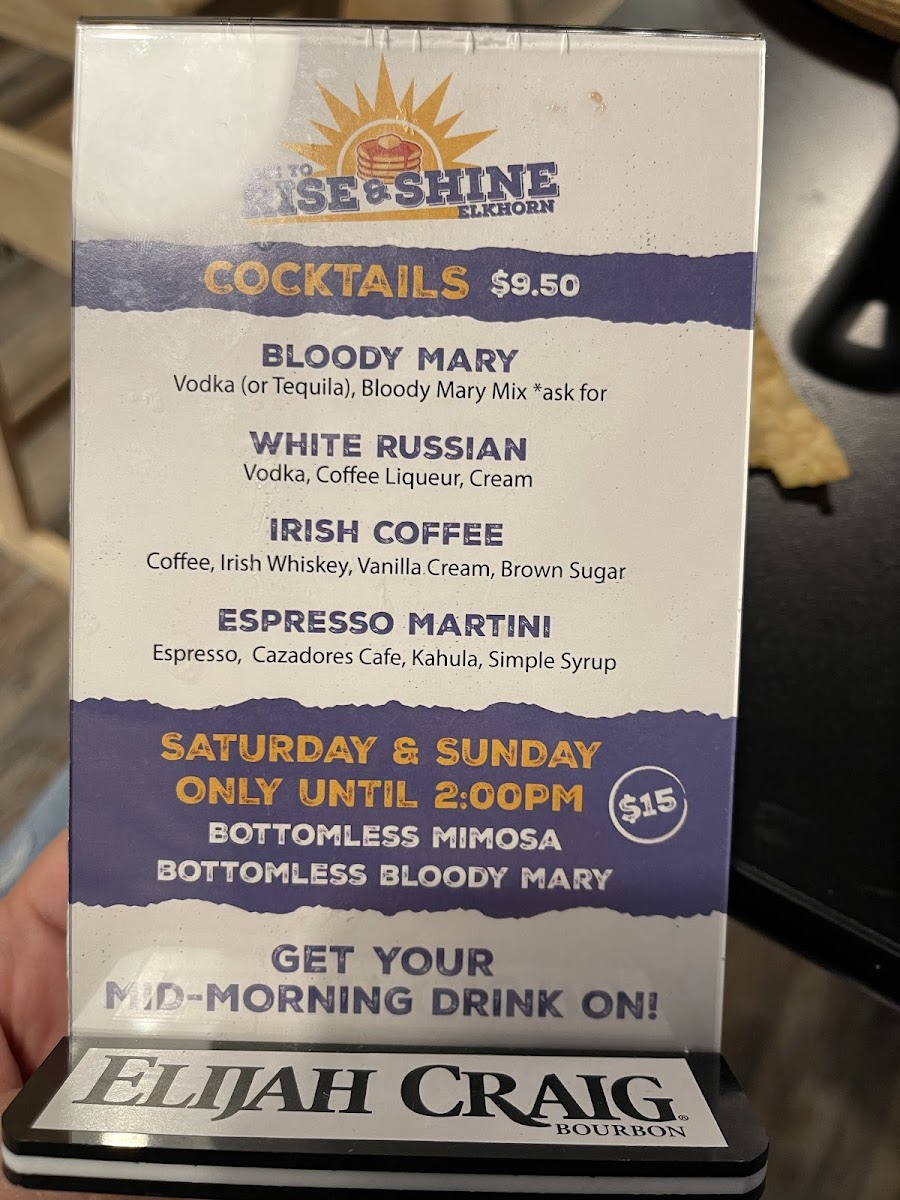 TO
RISE & SHINE
ELKHORN
COCKTAILS $9.50
BLOODY MARY
Vodka (or Tequila), Bloody Mary Mix *ask for
WHITE RUSSIAN
Vodka, Coffee Liqueur, Cream
IRISH COFFEE
Coffee, Irish Whiskey, Vanilla Cream, Brown Sugar
ESPRESSO MARTINI
Espresso, Cazadores Cafe, Kahula, Simple Syrup
SATURDAY & SUNDAY
ONLY UNTIL 2:00PM
$15
BOTTOMLESS MIMOSA
BOTTOMLESS BLOODY MARY
GET YOUR
MID-MORNING DRINK ON!
ELIJAH CRAIG®
BOURBON